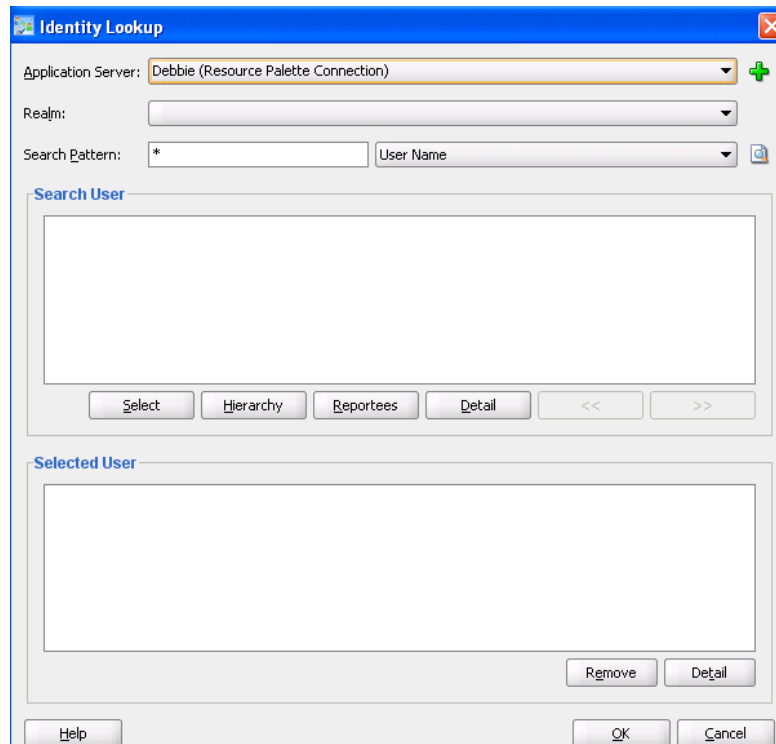 Identity Lookup
Application Server: Debbie (Resource Palette Connection)
Realm:
Search Pattern: * User Name
Search User
Select Hierarchy Reportees Detail << >>
Selected User
Remove Detail
Help OK Cancel